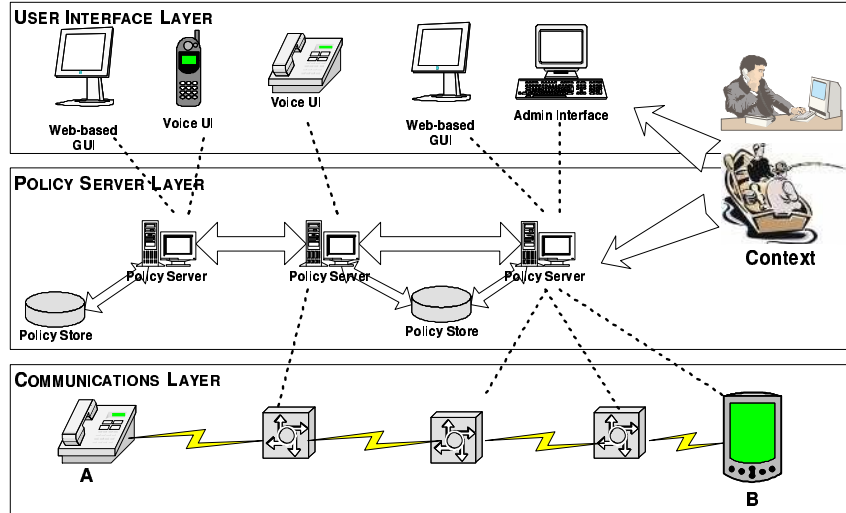 USER INTERFACE LAYER
Web-based
GUI
Voice UI
Voice UI
Web-based
GUI
Admin Interface
POLICY SERVER LAYER
Policy Server
Policy Server
Policy Server
Context
Policy Store
Policy Store
COMMUNICATIONS LAYER
A
B